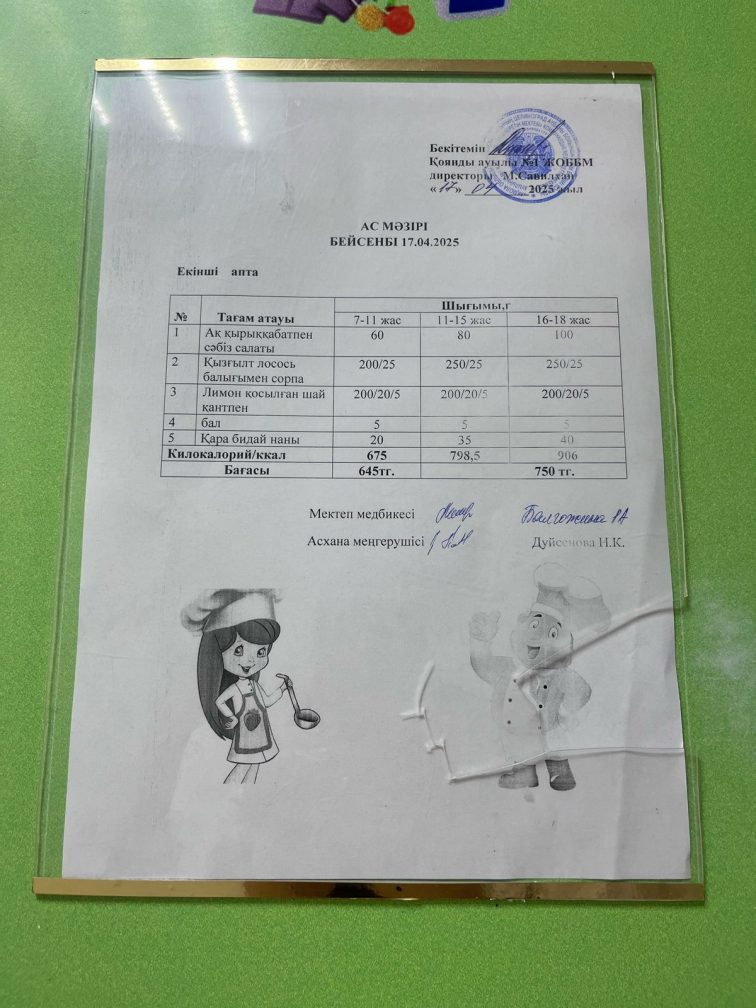 Бекітемін
Қоянды ауылы №1 ЖОББМ
директоры М.Савилхан
«17» 04 2025 жыл
АС МӘЗІРІ
БЕЙСЕНБІ 17.04.2025
Екінші апта
№ Тағам атауы Шығымы,г
7-11 жас 11-15 жас 16-18 жас
1 Ақ қырыққабатпен 60 80 100
сәбіз салаты
2 Қызғылт лосось 200/25 250/25 250/25
балығымен сорпа
3 Лимон қосылған шай 200/20/5 200/20/5 200/20/5
қантпен
4 бал 5 5 5
5 Қара бидай наны 20 35 40
Килокалорий/ккал 675 798,5 906
Бағасы 645тг. 750 тг.
Мектеп медбикесі
Асхана меңгерушісі Дуйсенова Н.К.